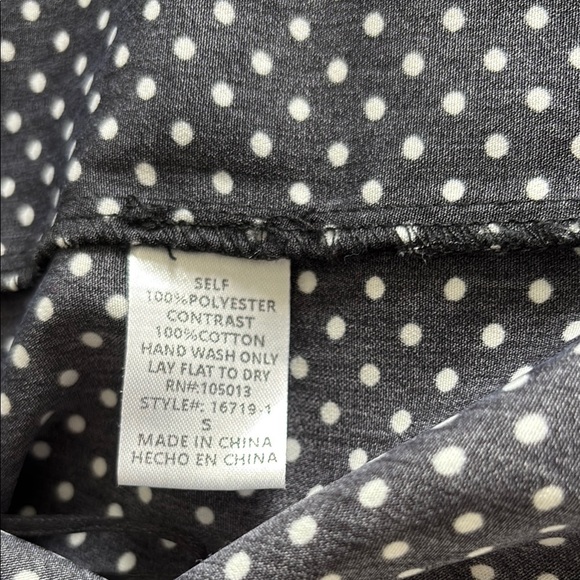 SELF
100%POLYESTER
CONTRAST
100%COTTON
HAND WASH ONLY
LAY FLAT TO DRY
RN#:105013
STYLE#: 16719-1
S
MADE IN CHINA
HECHO EN CHINA